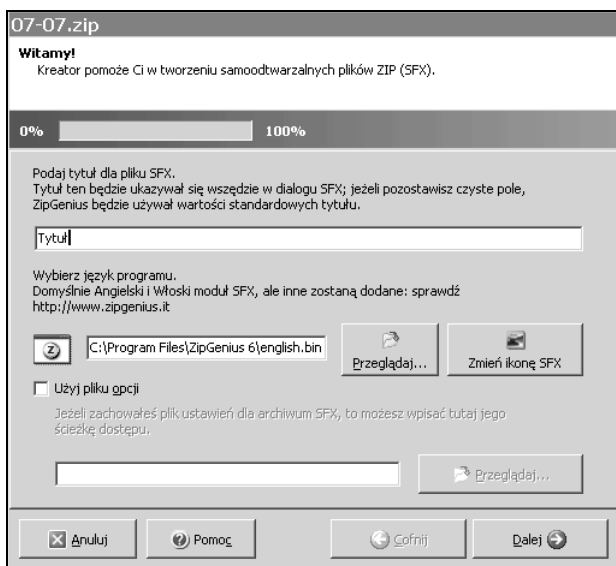 07-07.zip
Witamy!
Kreator pomoże Ci w tworzeniu samoodtwarzalnych plików ZIP (SFX).
0% 100%
Podaj tytuł dla pliku SFX.
Tytuł ten będzie ukazywał się wszędzie w dialogu SFX; jeżeli pozostawisz czyste pole,
ZipGenius będzie używał wartości standardowych tytułu.
Tytuł
Wybierz język programu.
Domyślnie Angielski i Włoski moduł SFX, ale inne zostaną dodane: sprawdź
http://www.zipgenius.it
C:\Program Files\ZipGenius 6\english.bin
Przeglądaj...
Zmień ikonę SFX
Użyj pliku opcji
Jeżeli zachowałeś plik ustawień dla archiwum SFX, to możesz wpisać tutaj jego
ścieżkę dostępu.
Przeglądaj...
Anuluj Pomoc Cofnij Dalej